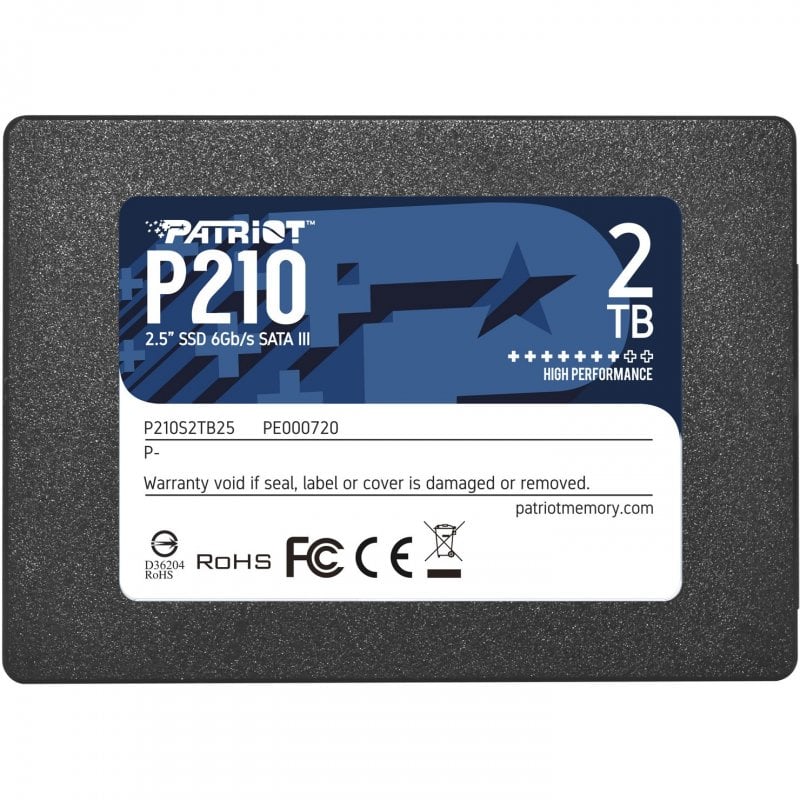 PATRIOT™
P210
2.5” SSD 6Gb/s SATA III
2
TB
HIGH PERFORMANCE
P210S2TB25 PE000720
P-
Warranty void if seal, label or cover is damaged or removed.
patriotmemory.com
D36204
RoHS
RoHS
FC
CE